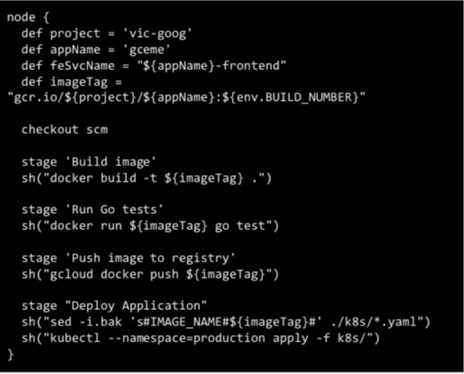 node {
  def project = 'vic-goog'
  def appName = 'gceme'
  def feSvcName = "${appName}-frontend"
  def imageTag =
"gcr.io/${project}/${appName}:${env.BUILD_NUMBER}"

  checkout scm

  stage 'Build image'
  sh("docker build -t ${imageTag} .")

  stage 'Run Go tests'
  sh("docker run ${imageTag} go test")

  stage 'Push image to registry'
  sh("gcloud docker push ${imageTag}")

  stage "Deploy Application"
  sh("sed -i.bak 's#IMAGE_NAME#${imageTag}#' ./k8s/*.yaml")
  sh("kubectl --namespace=production apply -f k8s/")
}